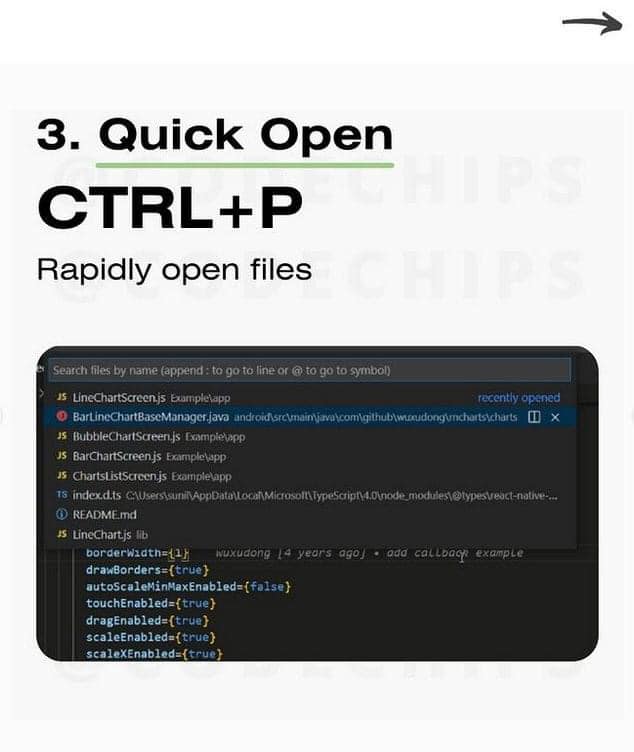 3. Quick Open
CTRL+P
Rapidly open files
@CODECHIPS
@CODECHIPS
Search files by name (append : to go to line or @ to go to symbol)
JS LineChartScreen.js Example\app recently opened
J BarLineChartBaseManager.java android\src\main\java\com\github\wuxudong\rncharts\charts
JS BubbleChartScreen.js Example\app
JS BarChartScreen.js Example\app
JS ChartsListScreen.js Example\app
TS index.d.ts C:\Users\sunil\AppData\Local\Microsoft\TypeScript\4.0\node_modules\@types\react-native-...
README.md
JS LineChart.js lib
borderWidth={1} wuxudong [4 years ago] • add callback example
drawBorders={true}
autoScaleMinMaxEnabled={false}
touchEnabled={true}
dragEnabled={true}
scaleEnabled={true}
scaleXEnabled={true}